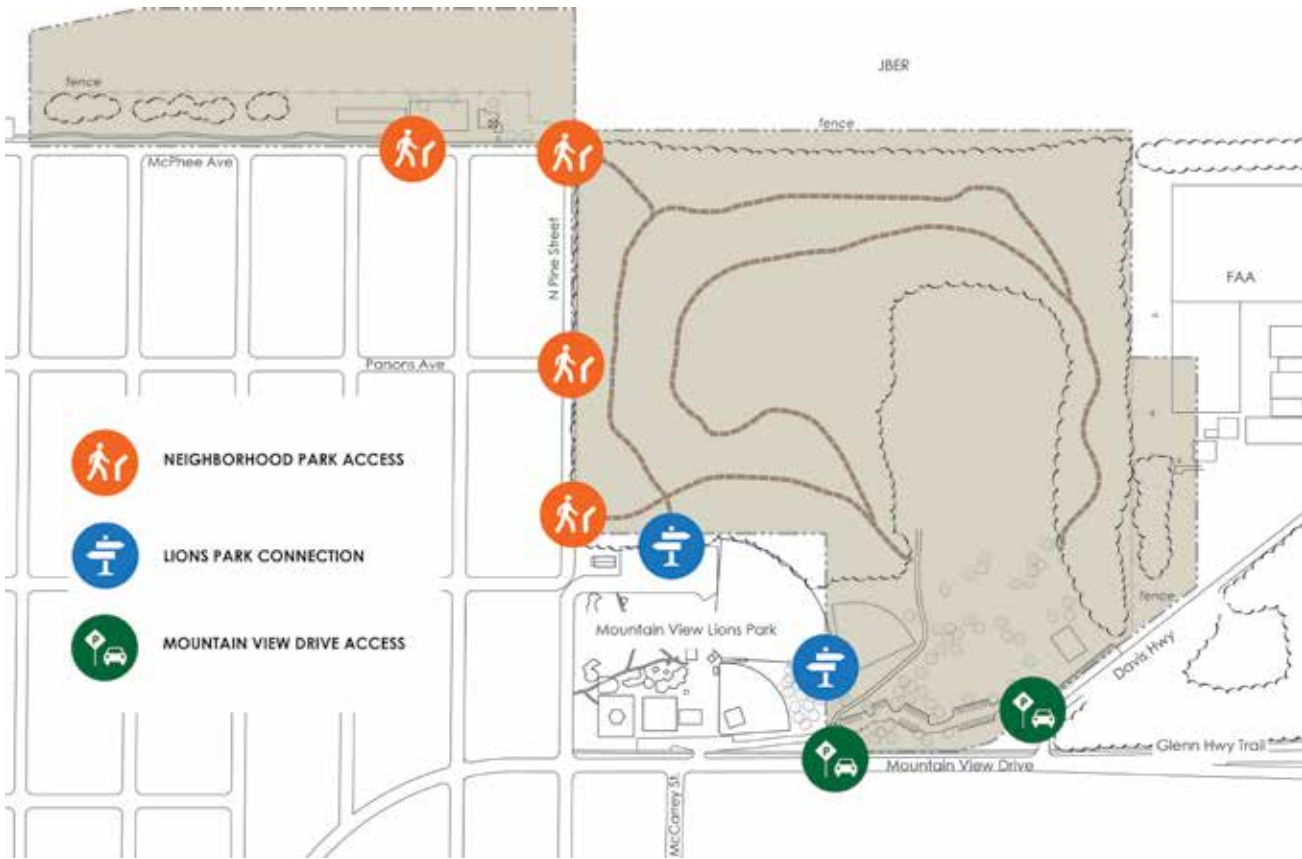 JBER
fence
fence
McPhee Ave
N Pine Street
FAA
Parsons Ave
NEIGHBORHOOD PARK ACCESS
LIONS PARK CONNECTION
fence
Mountain View Lions Park
MOUNTAIN VIEW DRIVE ACCESS
Davis Hwy
P
P
Glenn Hwy Trail
P
Mountain View Drive
McCarrey St.